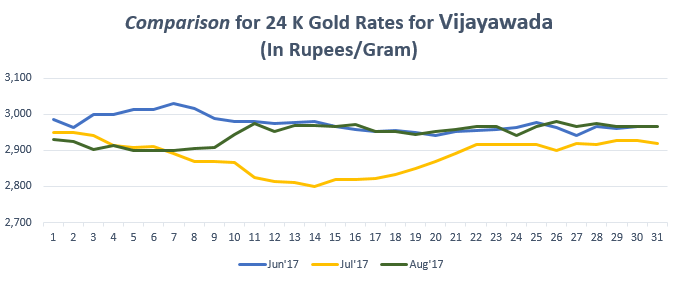 Comparison for 24 K Gold Rates for Vijayawada
(In Rupees/Gram)
3,100
3,000
2,900
2,800
2,700
1 2 3 4 5 6 7 8 9 10 11 12 13 14 15 16 17 18 19 20 21 22 23 24 25 26 27 28 29 30 31
Jun'17 Jul'17 Aug'17